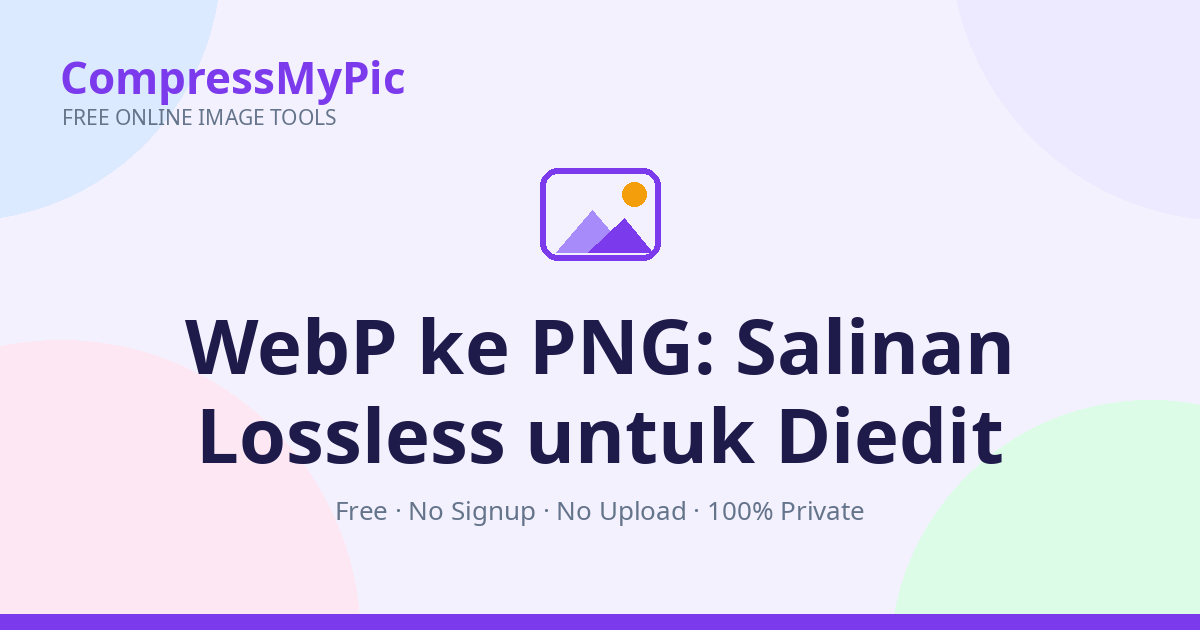 CompressMyPic
FREE ONLINE IMAGE TOOLS
WebP ke PNG: Salinan
Lossless untuk Diedit
Free · No Signup · No Upload · 100% Private